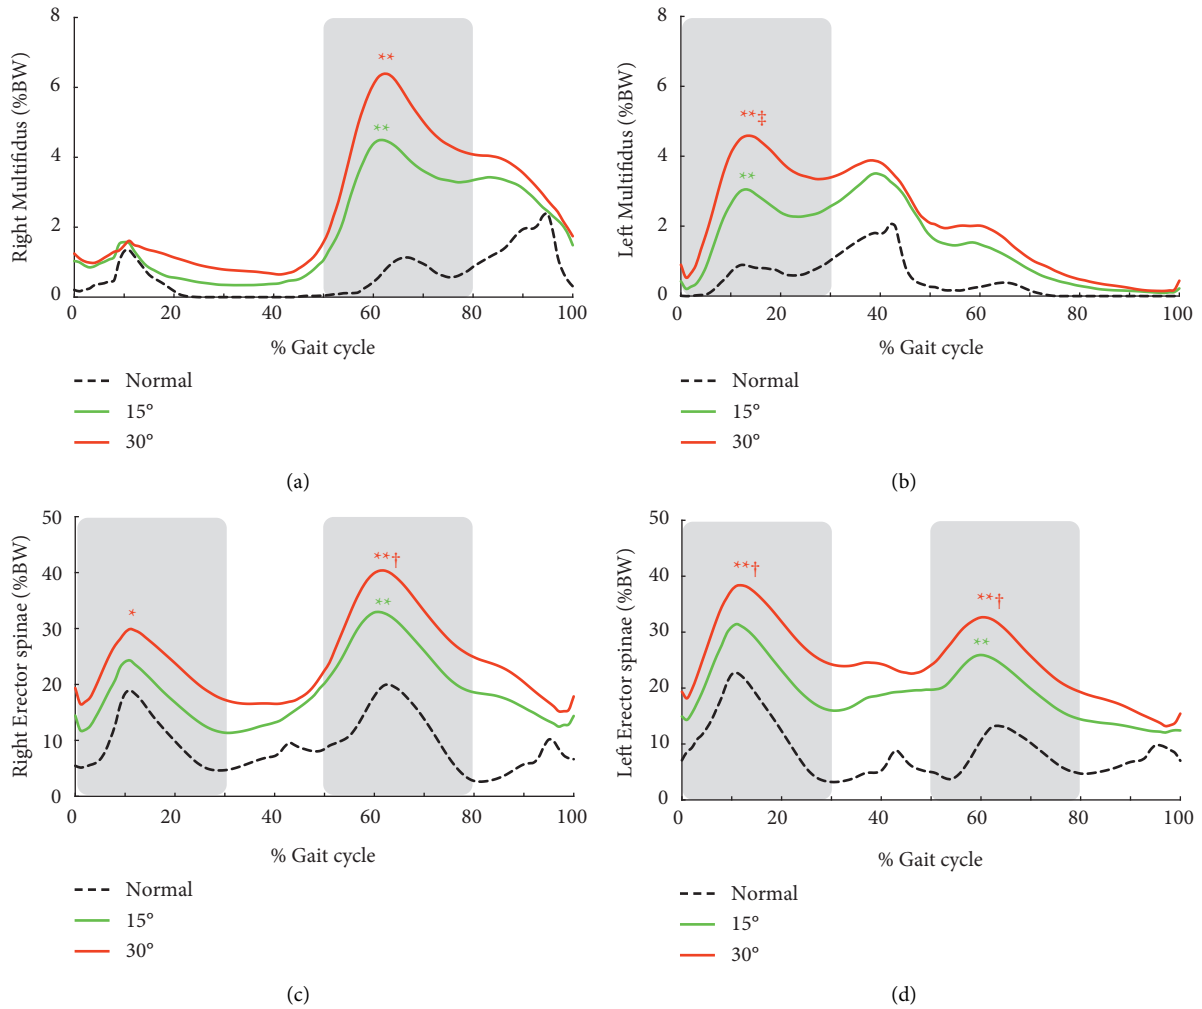 Right Multifidus (%BW)
8
6
4
2
0
**
**
0 20 40 60 80 100
% Gait cycle
Normal
15°
30°
(a)
Left Multifidus (%BW)
8
6
4
2
0
**‡
**
0 20 40 60 80 100
% Gait cycle
Normal
15°
30°
(b)
Right Erector spinae (%BW)
50
40
30
20
10
0
*
**†
**
0 20 40 60 80 100
% Gait cycle
Normal
15°
30°
(c)
Left Erector spinae (%BW)
50
40
30
20
10
0
**†
**†
**
0 20 40 60 80 100
% Gait cycle
Normal
15°
30°
(d)